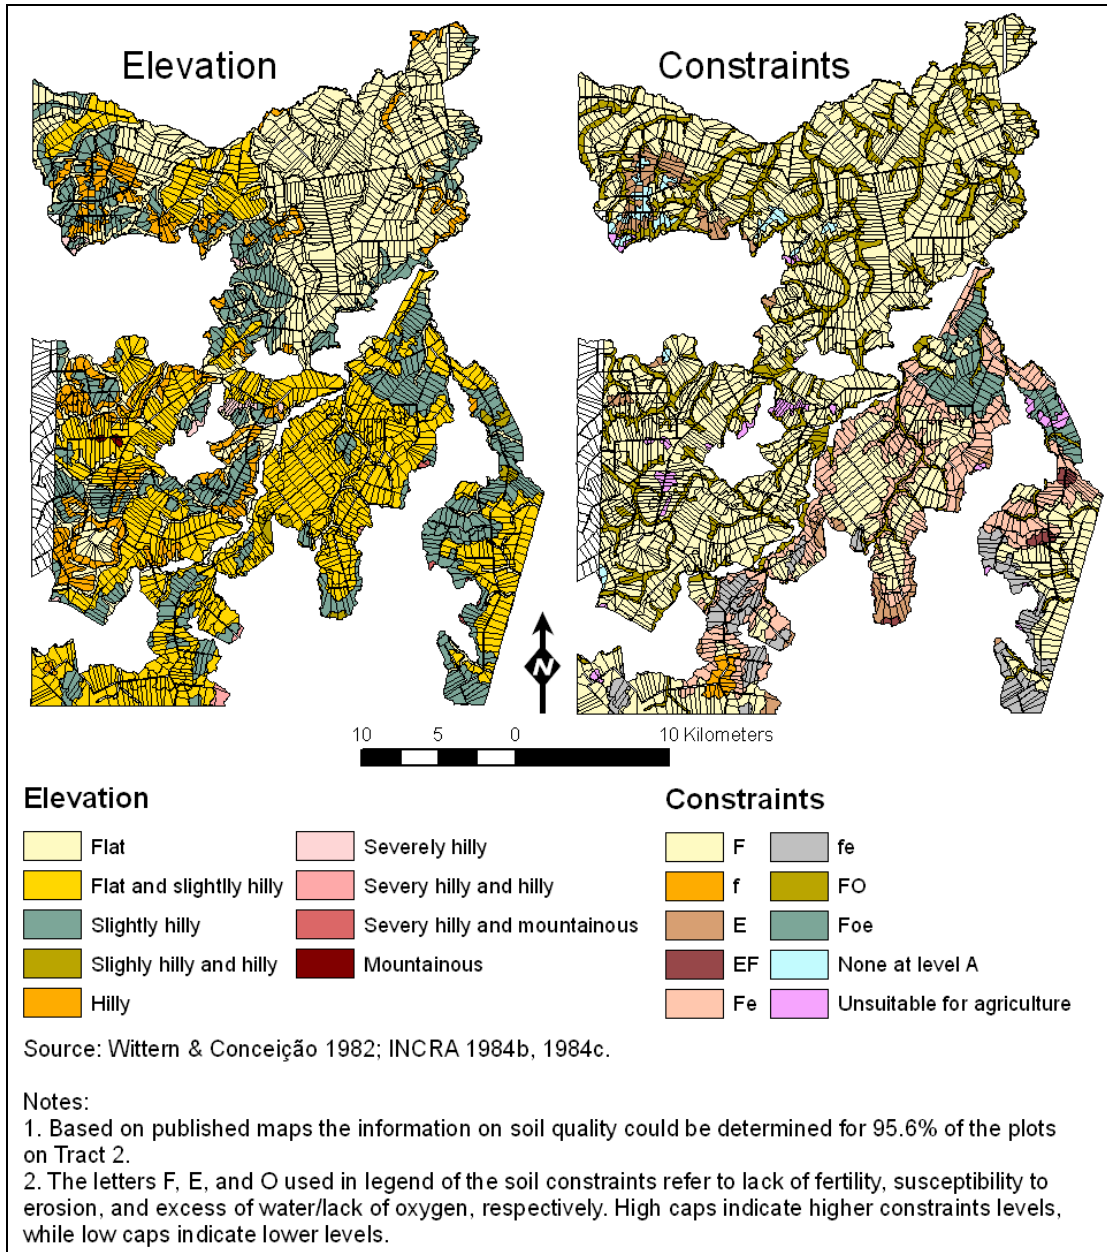 Elevation
Constraints
N
10 5 0 10 Kilometers
Elevation
Flat
Flat and slightlly hilly
Slightly hilly
Slighly hilly and hilly
Hilly
Severely hilly
Severy hilly and hilly
Severy hilly and mountainous
Mountainous
Constraints
F
f
E
EF
Fe
fe
FO
Foe
None at level A
Unsuitable for agriculture
Source: Wittern & Conceição 1982; INCRA 1984b, 1984c.
Notes:
1. Based on published maps the information on soil quality could be determined for 95.6% of the plots
on Tract 2.
2. The letters F, E, and O used in legend of the soil constraints refer to lack of fertility, susceptibility to
erosion, and excess of water/lack of oxygen, respectively. High caps indicate higher constraints levels,
while low caps indicate lower levels.